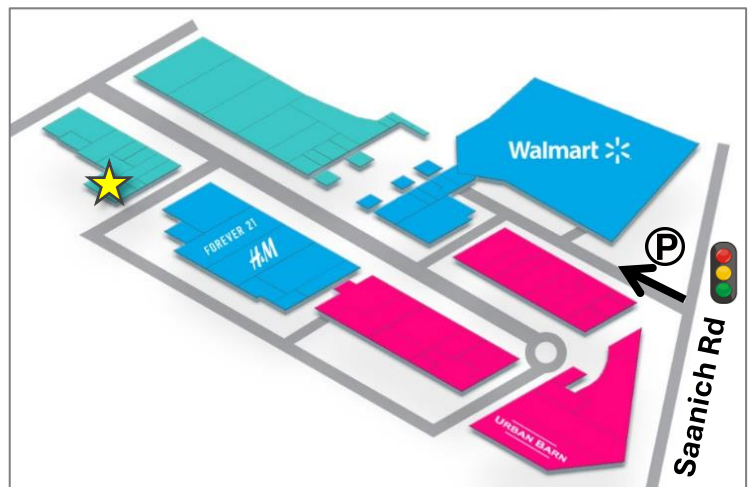 Walmart
FOREVER 21
H&M
P
Saanich Rd
URBAN BARN